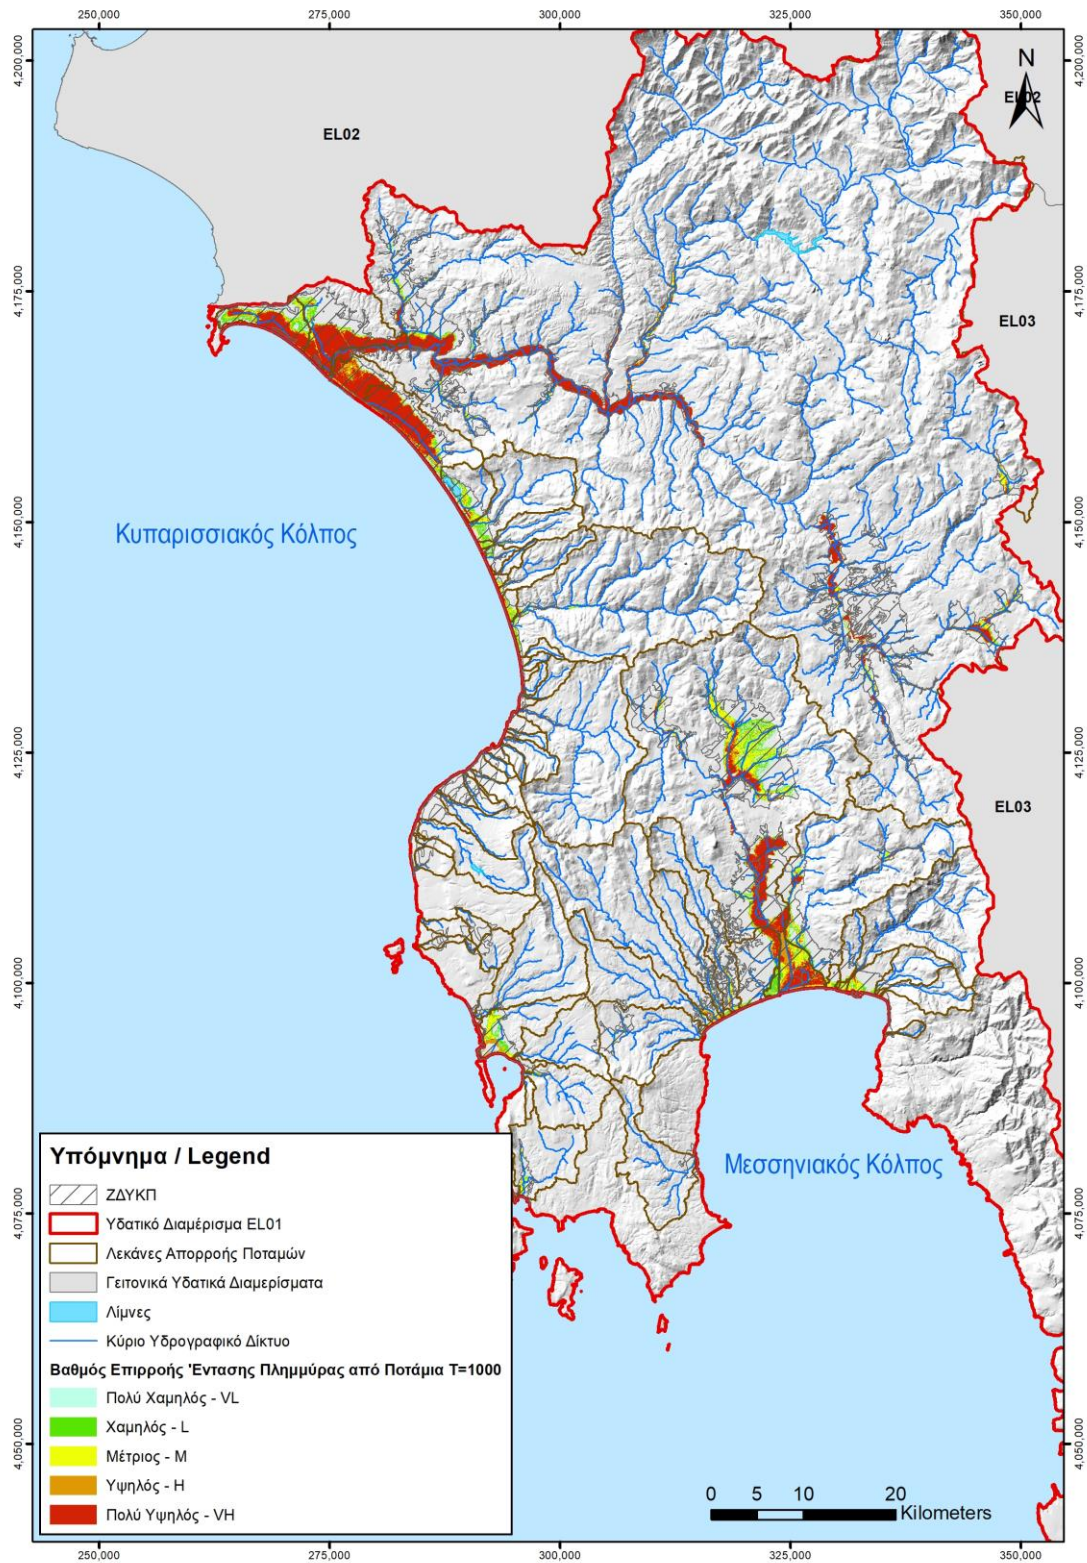 250,000 275,000 300,000 325,000 350,000
4,200,000 4,200,000
N
EL02
EL02
4,175,000 4,175,000
EL03
4,150,000 4,150,000
Κυπαρισσιακός Κόλπος
4,125,000 4,125,000
EL03
4,100,000 4,100,000
Υπόμνημα / Legend
ΖΔΥΚΠ
Υδατικό Διαμέρισμα EL01
Λεκάνες Απορροής Ποταμών
Γειτονικά Υδατικά Διαμερίσματα
Λίμνες
Κύριο Υδρογραφικό Δίκτυο
Βαθμός Επιρροής 'Εντασης Πλημμύρας από Ποτάμια T=1000
Πολύ Χαμηλός - VL
Χαμηλός - L
Μέτριος - M
Υψηλός - H
Πολύ Υψηλός - VH
Μεσσηνιακός Κόλπος
4,075,000 4,075,000
4,050,000 4,050,000
0 5 10 20
Kilometers
250,000 275,000 300,000 325,000 350,000